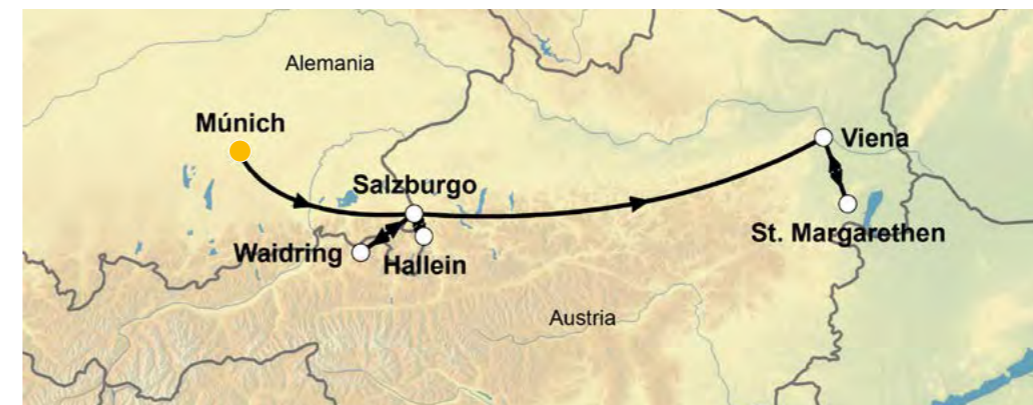 Alemania
Múnich
Viena
Salzburgo
St. Margarethen
Waidring
Hallein
Austria